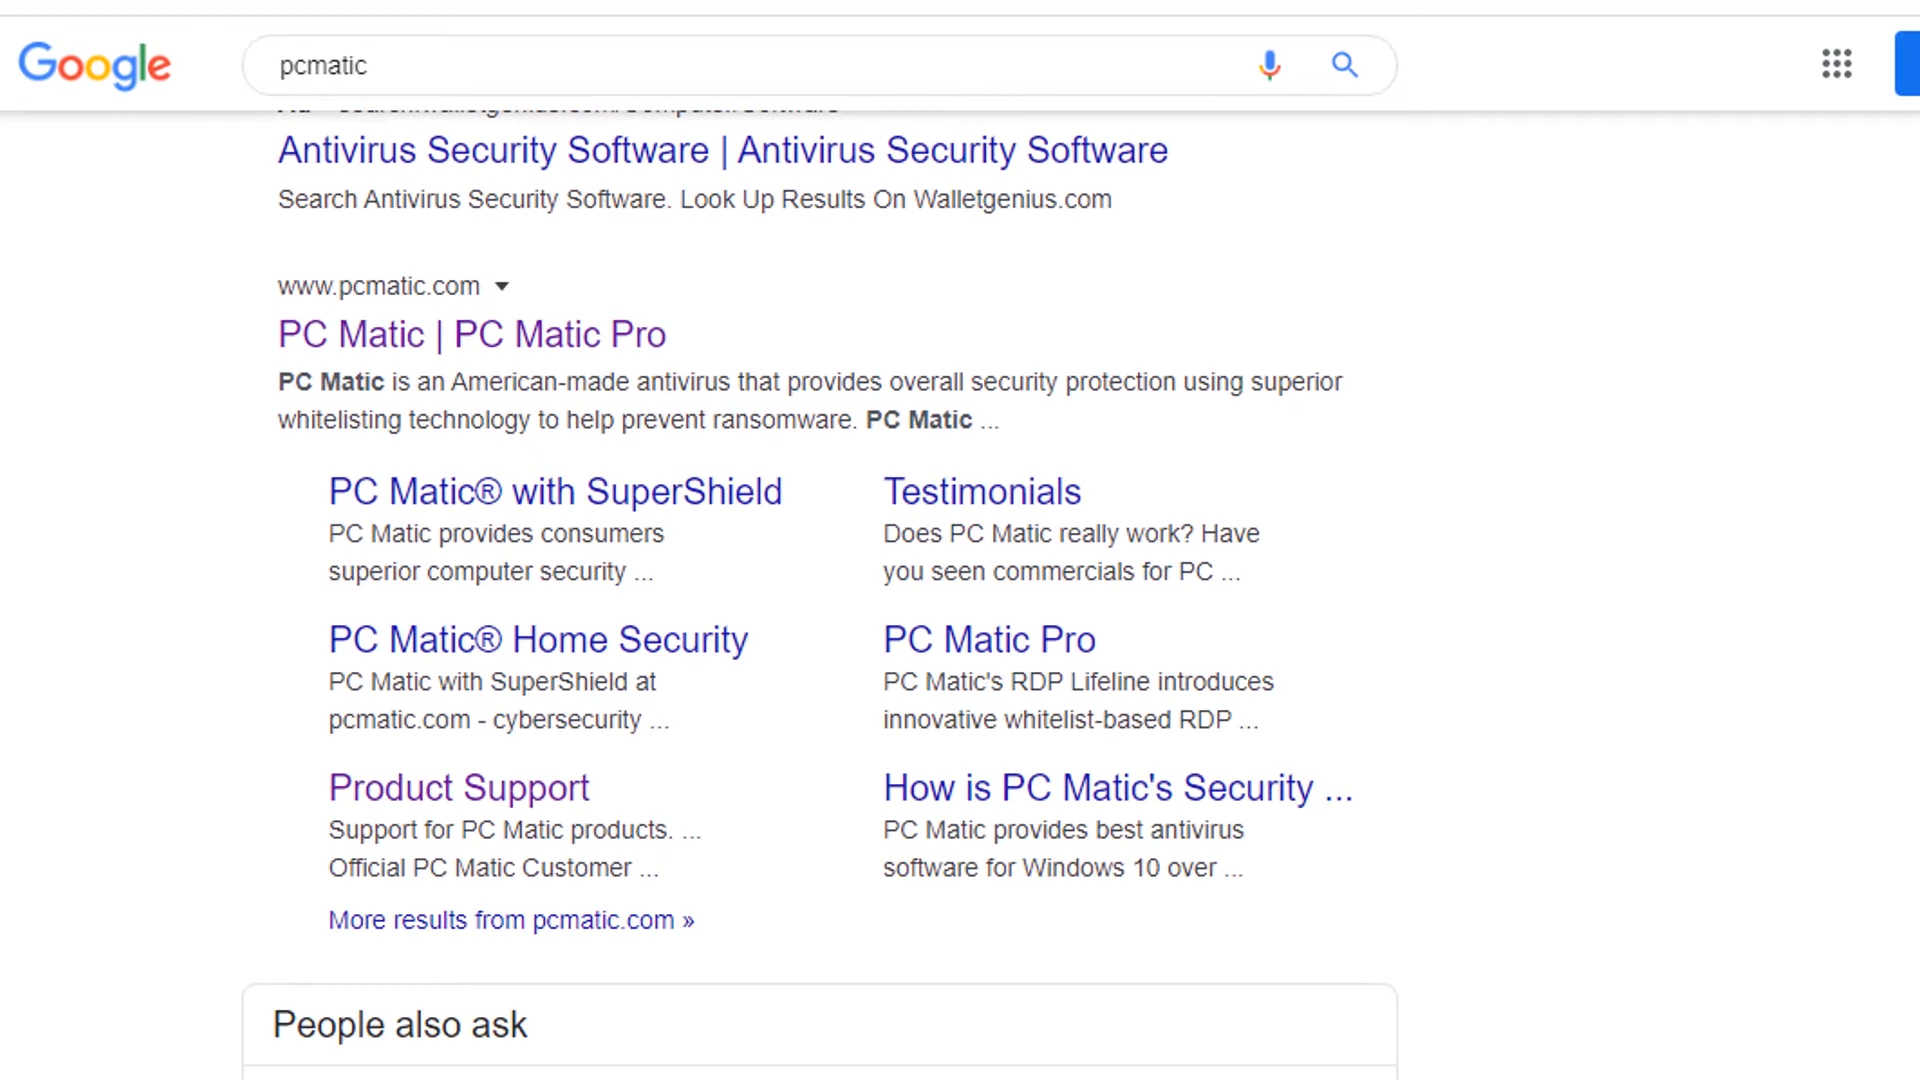 Google
pcmatic
Antivirus Security Software | Antivirus Security Software
Search Antivirus Security Software. Look Up Results On Walletgenius.com
www.pcmatic.com
PC Matic | PC Matic Pro
PC Matic is an American-made antivirus that provides overall security protection using superior
whitelisting technology to help prevent ransomware. PC Matic ...
PC Matic® with SuperShield
PC Matic provides consumers
superior computer security ...
Testimonials
Does PC Matic really work? Have
you seen commercials for PC ...
PC Matic® Home Security
PC Matic with SuperShield at
pcmatic.com - cybersecurity ...
PC Matic Pro
PC Matic's RDP Lifeline introduces
innovative whitelist-based RDP ...
Product Support
Support for PC Matic products. ...
Official PC Matic Customer ...
How is PC Matic's Security ...
PC Matic provides best antivirus
software for Windows 10 over ...
More results from pcmatic.com »
People also ask